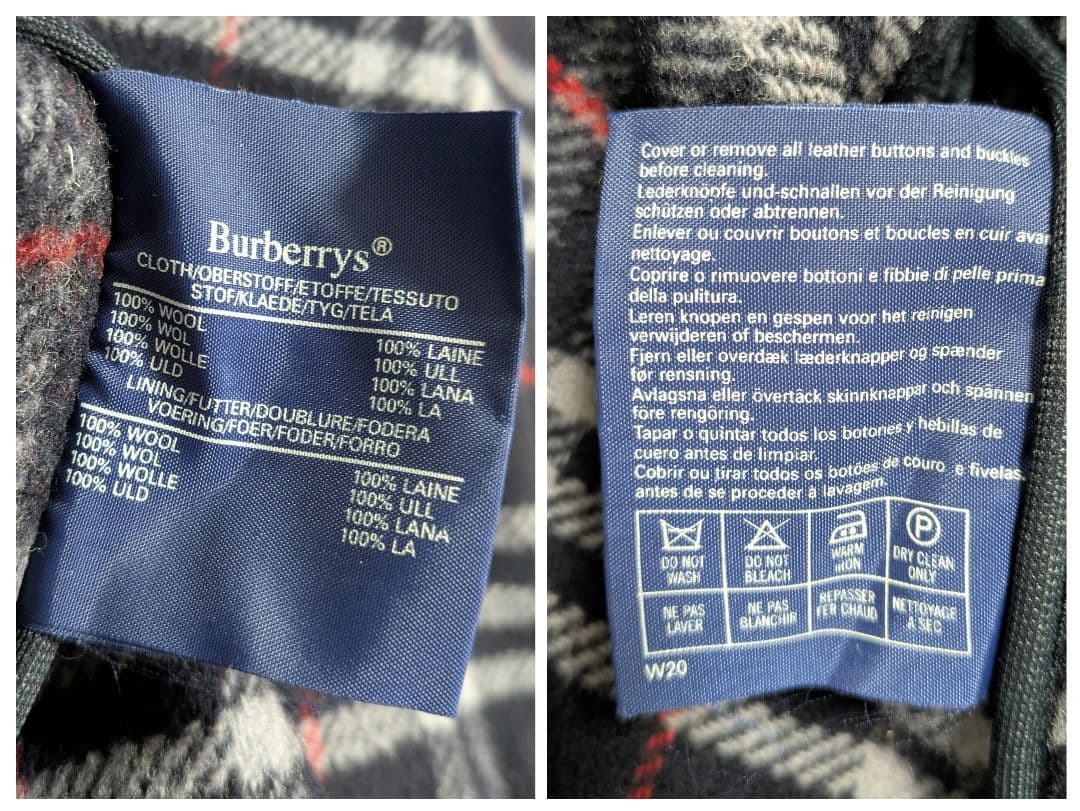 Burberrys®
CLOTH/OBERSTOFF/ETOFFE/TESSUTO
STOF/KLAEDE/TYG/TELA
100% WOOL
100% WOL
100% WOLLE
100% ULD
100% LAINE
100% ULL
100% LANA
100% LA
LINING/FUTTER/DOUBLURE/FODERA
VOERING/FOER/FODER/FORRO
100% WOOL
100% WOL
100% WOLLE
100% ULD
100% LAINE
100% ULL
100% LANA
100% LA
Cover or remove all leather buttons and buckles
before cleaning.
Lederknöpfe und-schnallen vor der Reinigung
schützen oder abtrennen.
Enlever ou couvrir boutons et boucles en cuir avan
nettoyage.
Coprire o rimuovere bottoni e fibbie di pelle prima
della pulitura.
Leren knopen en gespen voor het reinigen
verwijderen of beschermen.
Fjern eller overdæk læderknapper og spænder
før rensning.
Avlagsna eller övertäck skinnknappar och spännen
före rengöring.
Tapar o quintar todos los botones y hebillas de
cuero antes de limpiar.
Cobrir ou tirar todos os botões de couro e fivelas,
antes de se proceder à lavagem.
P
DO NOT
WASH
DO NOT
BLEACH
WARM
IRON
DRY CLEAN
ONLY
NE PAS
LAVER
NE PAS
BLANCHIR
REPASSER
FER CHAUD
NETTOYAGE
A SEC
W20